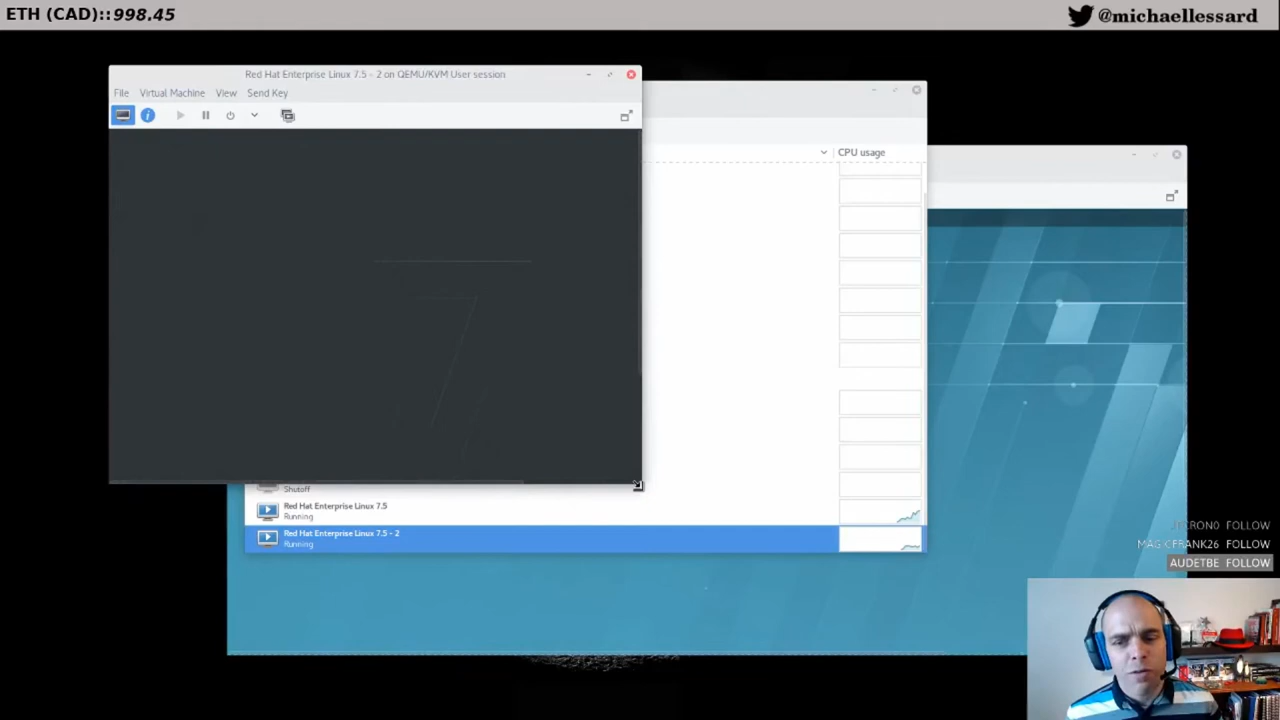 ETH (CAD)::998.45
@michaellessard
Red Hat Enterprise Linux 7.5 - 2 on QEMU/KVM User session
File Virtual Machine View Send Key
CPU usage
Shutoff
Red Hat Enterprise Linux 7.5
Running
Red Hat Enterprise Linux 7.5 - 2
Running
FOLLOW
MAGICFRANK26 FOLLOW
AUDETBE FOLLOW